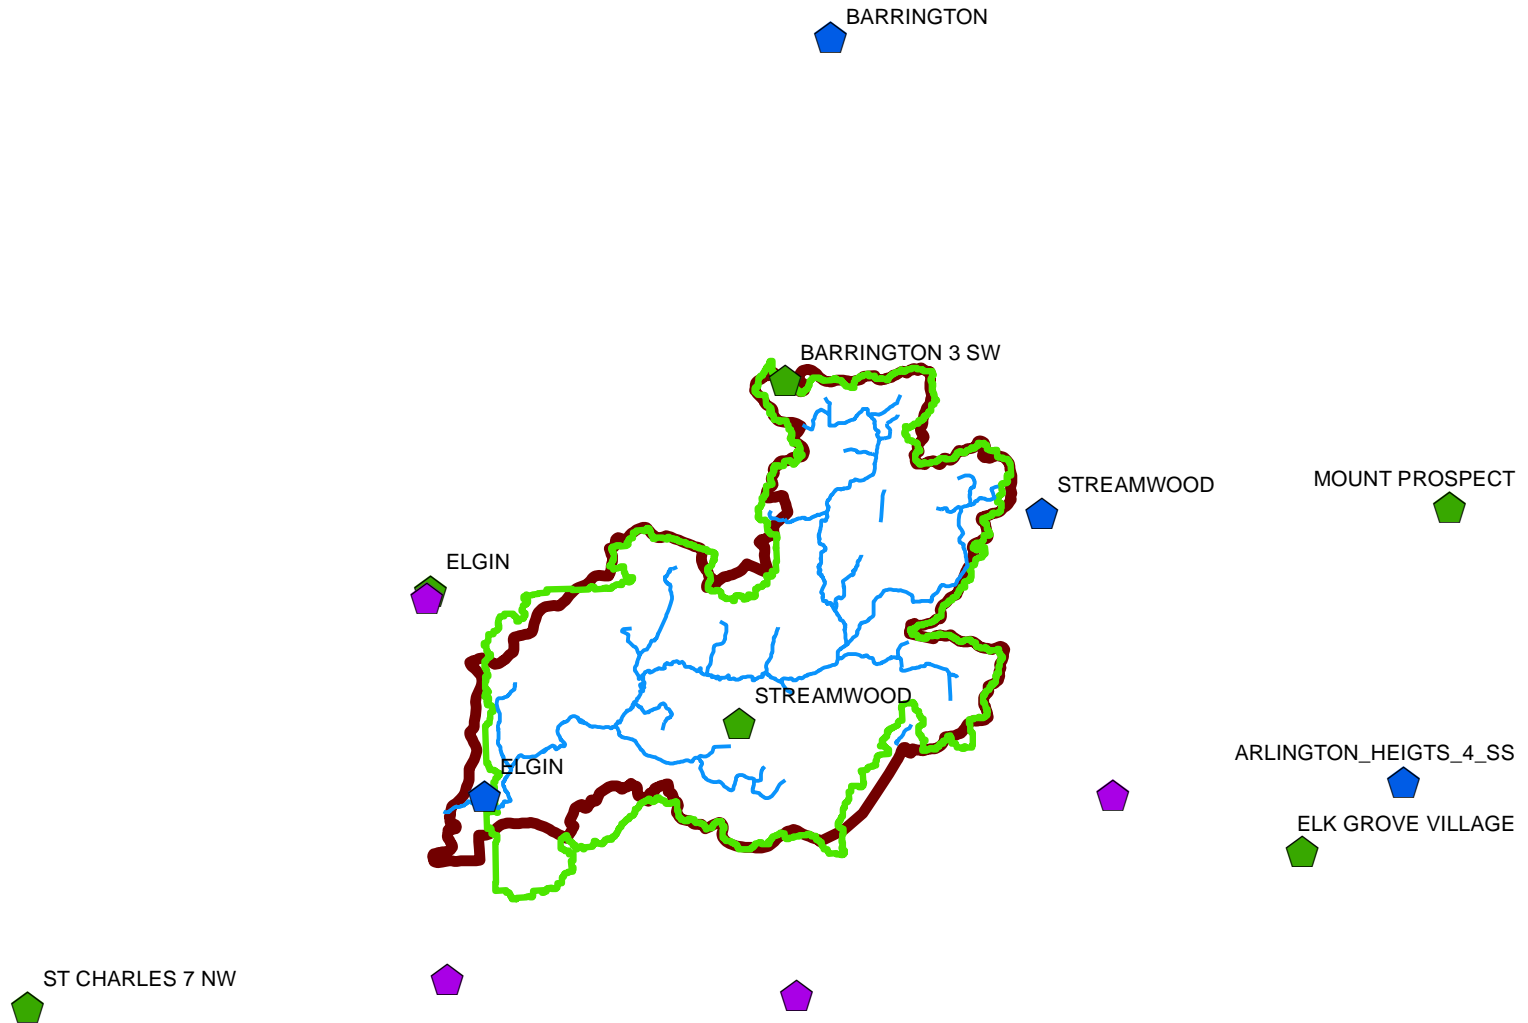 BARRINGTON
BARRINGTON 3 SW
MOUNT PROSPECT
STREAMWOOD
ELGIN
STREAMWOOD
ARLINGTON_HEIGTS_4_SS
ELGIN
ELK GROVE VILLAGE
ST CHARLES 7 NW